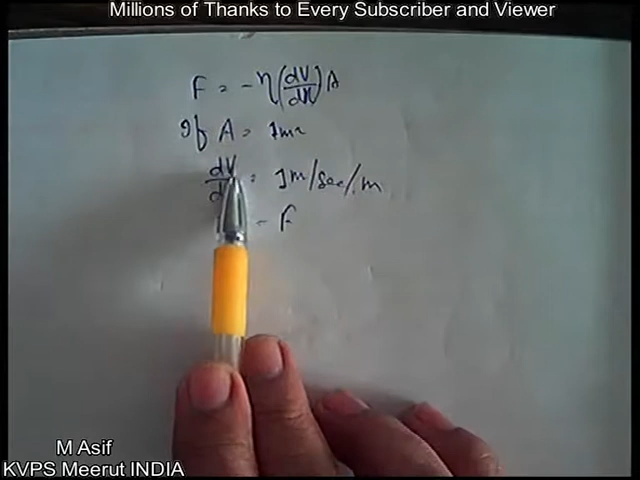 Millions of Thanks to Every Subscriber and Viewer
F = - η(dV/dx)A
If A = 1m²
dV/d = 1m/sec/m
- F
M Asif
KVPS Meerut INDIA